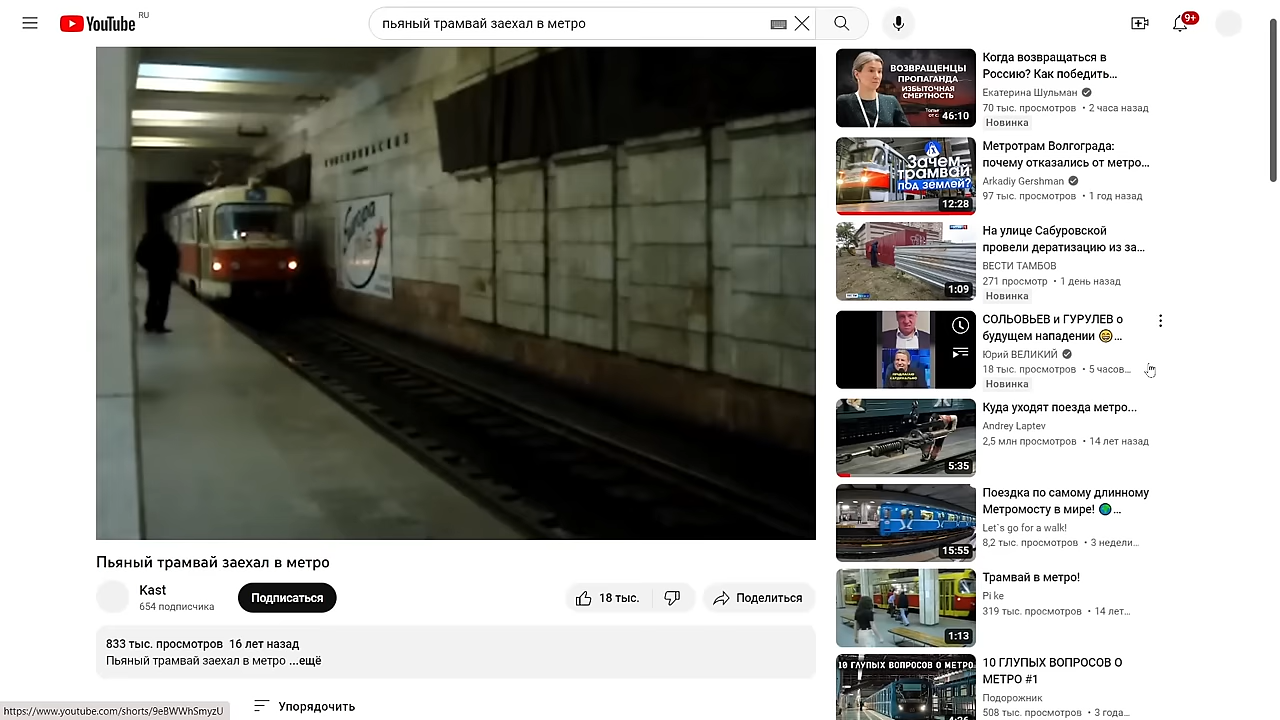 YouTube
RU
пьяный трамвай заехал в метро
9+
Комсомольская
Пьяный трамвай заехал в метро
Kast
654 подписчика
Подписаться
18 тыс.
Поделиться
833 тыс. просмотров 16 лет назад
Пьяный трамвай заехал в метро ...ещё
Упорядочить
ВОЗВРАЩЕНЦЫ
ПРОПАГАНДА
ИЗБЫТОЧНАЯ
СМЕРТНОСТЬ
46:10
Когда возвращаться в
Россию? Как победить...
Екатерина Шульман
70 тыс. просмотров • 2 часа назад
Новинка
Зачем
трамвай
под землей?
12:28
Метротрам Волгограда:
почему отказались от метро...
Arkadiy Gershman
97 тыс. просмотров • 1 год назад
1:09
На улице Сабуровской
провели дератизацию из за...
ВЕСТИ ТАМБОВ
271 просмотр • 1 день назад
Новинка
СОЛЬОВЬЕВ и ГУРУЛЕВ о
будущем нападении 😄...
Юрий ВЕЛИКИЙ
18 тыс. просмотров • 5 часов...
Новинка
5:35
Куда уходят поезда метро...
Andrey Laptev
2,5 млн просмотров • 14 лет назад
15:55
Поездка по самому длинному
Метромосту в мире! 🌍...
Let`s go for a walk!
8,2 тыс. просмотров • 3 недели...
1:13
Трамвай в метро!
Pi ke
319 тыс. просмотров • 14 лет...
10 ГЛУПЫХ ВОПРОСОВ О МЕТРО
4:26
10 ГЛУПЫХ ВОПРОСОВ О
МЕТРО #1
Подорожник
508 тыс. просмотров • 3 года...